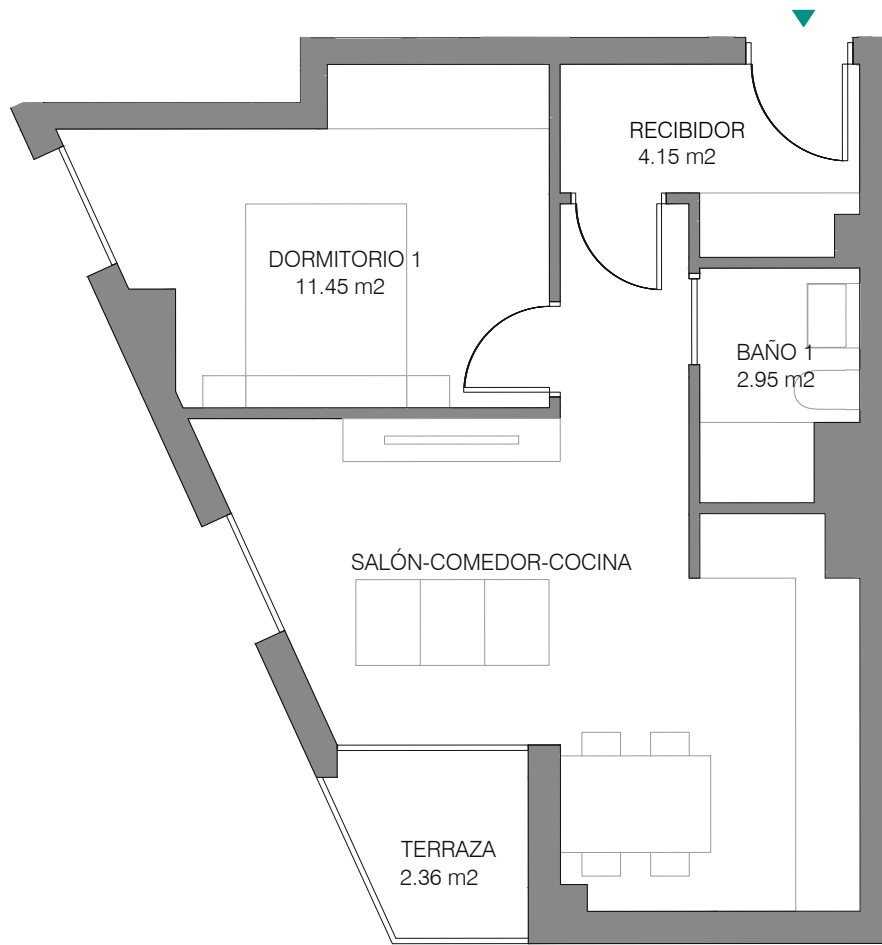 RECIBIDOR
4.15 m2
DORMITORIO 1
11.45 m2
BAÑO 1
2.95 m2
SALÓN-COMEDOR-COCINA
TERRAZA
2.36 m2